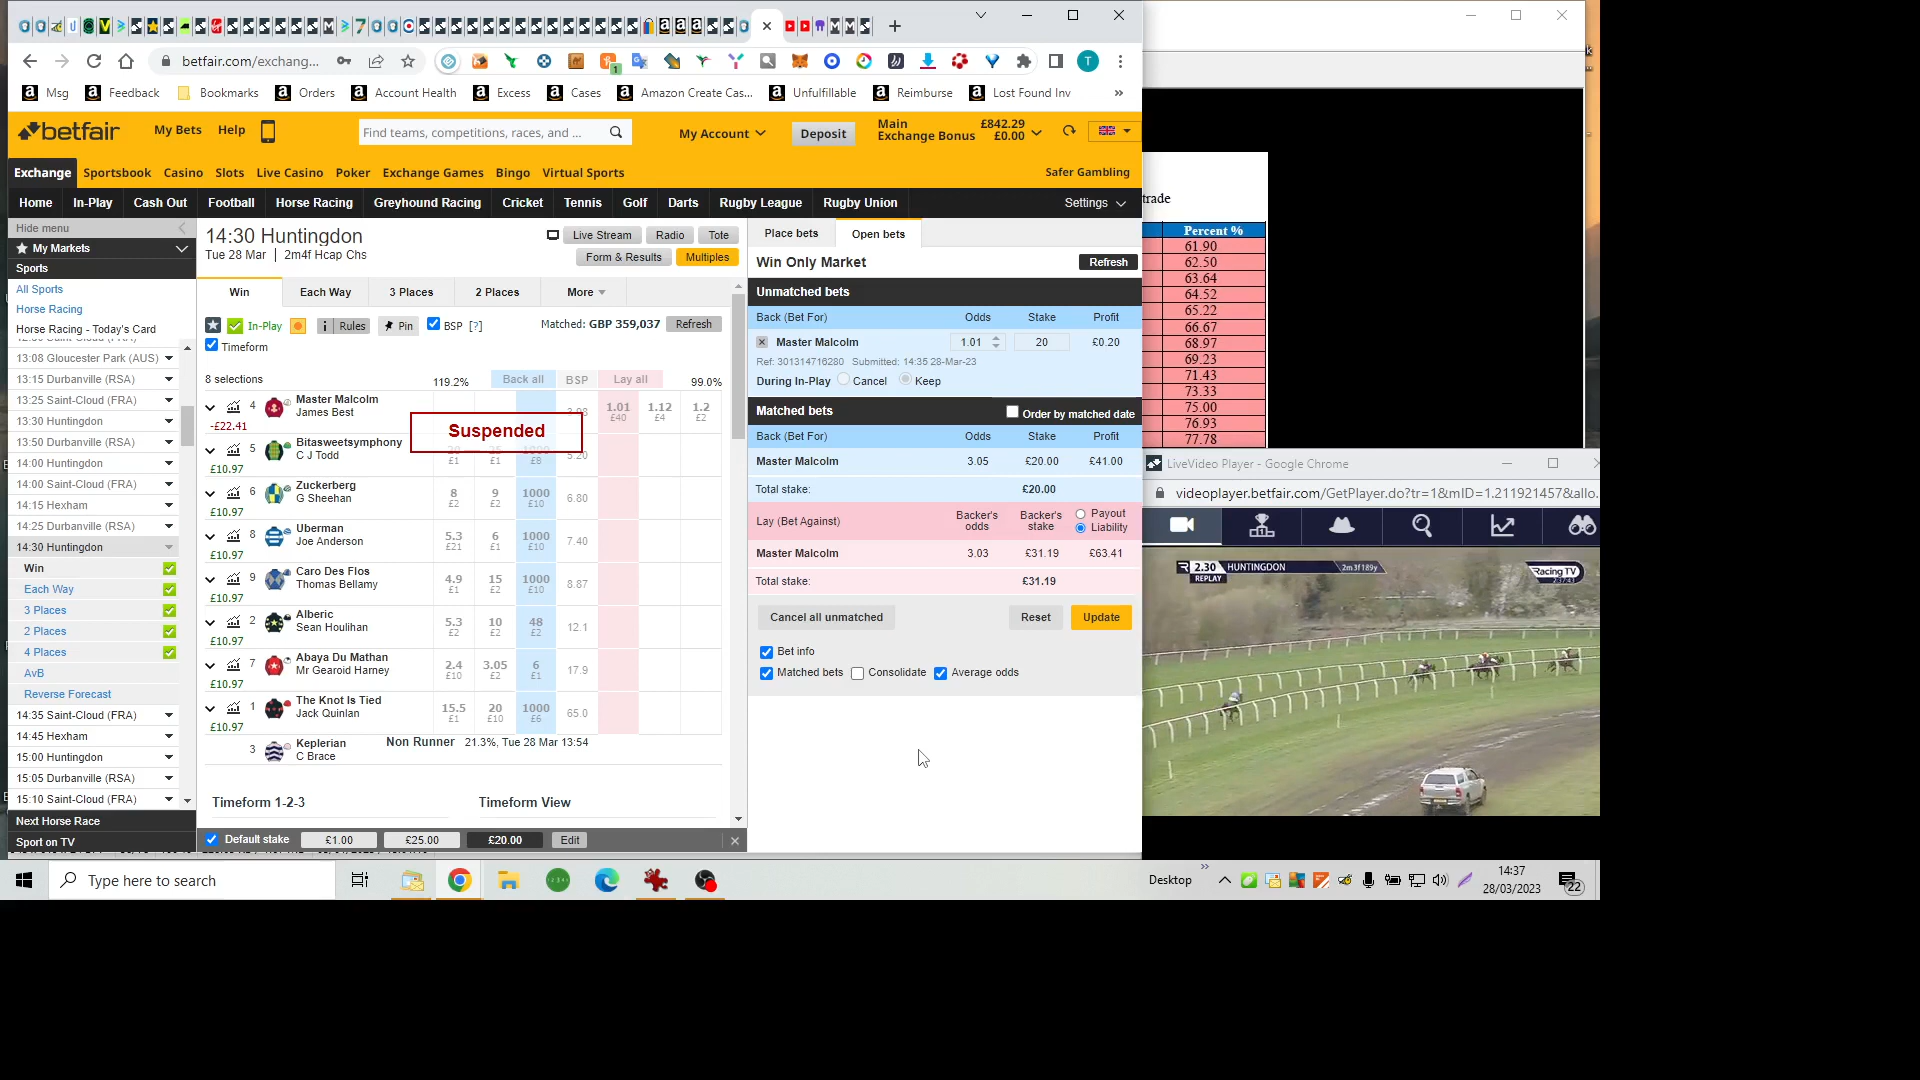 betfair.com/exchang...
Msg Feedback Bookmarks Orders Account Health Excess Cases Amazon Create Cas... Unfulfillable Reimburse Lost Found Inv »
betfair My Bets Help Find teams, competitions, races, and ... My Account Deposit Main £842.29
Exchange Bonus £0.00
Exchange Sportsbook Casino Slots Live Casino Poker Exchange Games Bingo Virtual Sports Safer Gambling
Home In-Play Cash Out Football Horse Racing Greyhound Racing Cricket Tennis Golf Darts Rugby League Rugby Union Settings
Hide menu
My Markets
Sports
All Sports
Horse Racing
Horse Racing - Today's Card
13:08 Gloucester Park (AUS)
13:15 Durbanville (RSA)
13:25 Saint-Cloud (FRA)
13:30 Huntingdon
13:50 Durbanville (RSA)
14:00 Huntingdon
14:00 Saint-Cloud (FRA)
14:15 Hexham
14:25 Durbanville (RSA)
14:30 Huntingdon
Win
Each Way
3 Places
2 Places
4 Places
AvB
Reverse Forecast
14:35 Saint-Cloud (FRA)
14:45 Hexham
15:00 Huntingdon
15:05 Durbanville (RSA)
15:10 Saint-Cloud (FRA)
Next Horse Race
Sport on TV
14:30 Huntingdon Live Stream Radio Tote
Tue 28 Mar | 2m4f Hcap Chs Form & Results Multiples
Win Each Way 3 Places 2 Places More
In-Play Rules Pin BSP [?] Matched: GBP 359,037 Refresh
Timeform
8 selections 119.2% Back all BSP Lay all 99.0%
4 Master Malcolm James Best -£22.41 1.01 £40 1.12 £4 1.2 £2
Suspended
5 Bitasweetsymphony C J Todd £10.97 £1 £1 £8 5.20
6 Zuckerberg G Sheehan £10.97 8 £2 9 £2 1000 £10 6.80
8 Uberman Joe Anderson £10.97 5.3 £21 6 £1 1000 £10 7.40
9 Caro Des Flos Thomas Bellamy £10.97 4.9 £1 15 £2 1000 £10 8.87
2 Alberic Sean Houlihan £10.97 5.3 £2 10 £2 48 £2 12.1
7 Abaya Du Mathan Mr Gearoid Harney £10.97 2.4 £10 3.05 £2 6 £1 17.9
1 The Knot Is Tied Jack Quinlan £10.97 15.5 £1 20 £10 1000 £6 65.0
3 Keplerian C Brace Non Runner 21.3%, Tue 28 Mar 13:54
Timeform 1-2-3 Timeform View
Default stake £1.00 £25.00 £20.00 Edit
Place bets Open bets
Win Only Market Refresh
Unmatched bets
Back (Bet For) Odds Stake Profit
Master Malcolm 1.01 20 £0.20
Ref: 301314716280 Submitted: 14:35 28-Mar-23
During In-Play Cancel Keep
Matched bets Order by matched date
Back (Bet For) Odds Stake Profit
Master Malcolm 3.05 £20.00 £41.00
Total stake: £20.00
Lay (Bet Against) Backer's odds Backer's stake Payout Liability
Master Malcolm 3.03 £31.19 £63.41
Total stake: £31.19
Cancel all unmatched Reset Update
Bet info
Matched bets Consolidate Average odds
trade
Percent %
61.90
62.50
63.64
64.52
65.22
66.67
68.97
69.23
71.43
73.33
75.00
76.93
77.78
LiveVideo Player - Google Chrome
videoplayer.betfair.com/GetPlayer.do?tr=1&mID=1.211921457&allo...
2.30 HUNTINGDON 2m3f189y
REPLAY
Racing TV
2:37:43
Type here to search Desktop » 14:37
28/03/2023 22